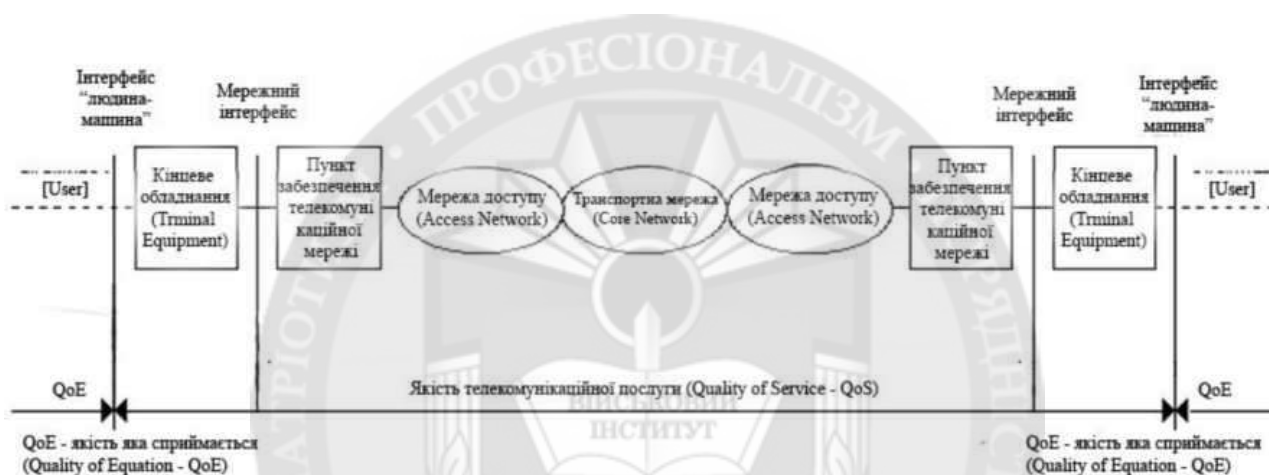 Інтерфейс
“людина-
машина”
Мережний
інтерфейс
Мережний
інтерфейс
Інтерфейс
“людина-
машина”
[User]
Кінцеве
обладнання
(Trminal
Equipment)
Пункт
забезпечення
телекомуні
каційної
мережі
Мережа доступу
(Access Network)
Транспортна мережа
(Core Network)
Мережа доступу
(Access Network)
Пункт
забезпечення
телекомуні
каційної
мережі
Кінцеве
обладнання
(Trminal
Equipment)
[User]
QoE
Якість телекомунікаційної послуги (Quality of Service - QoS)
QoE
QoE - якість яка сприймається
(Quality of Equation - QoE)
QoE - якість яка сприймається
(Quality of Equation - QoE)
ПРОФЕСІОНАЛІЗМ
ВІЙСЬКОВИЙ
ІНСТИТУТ